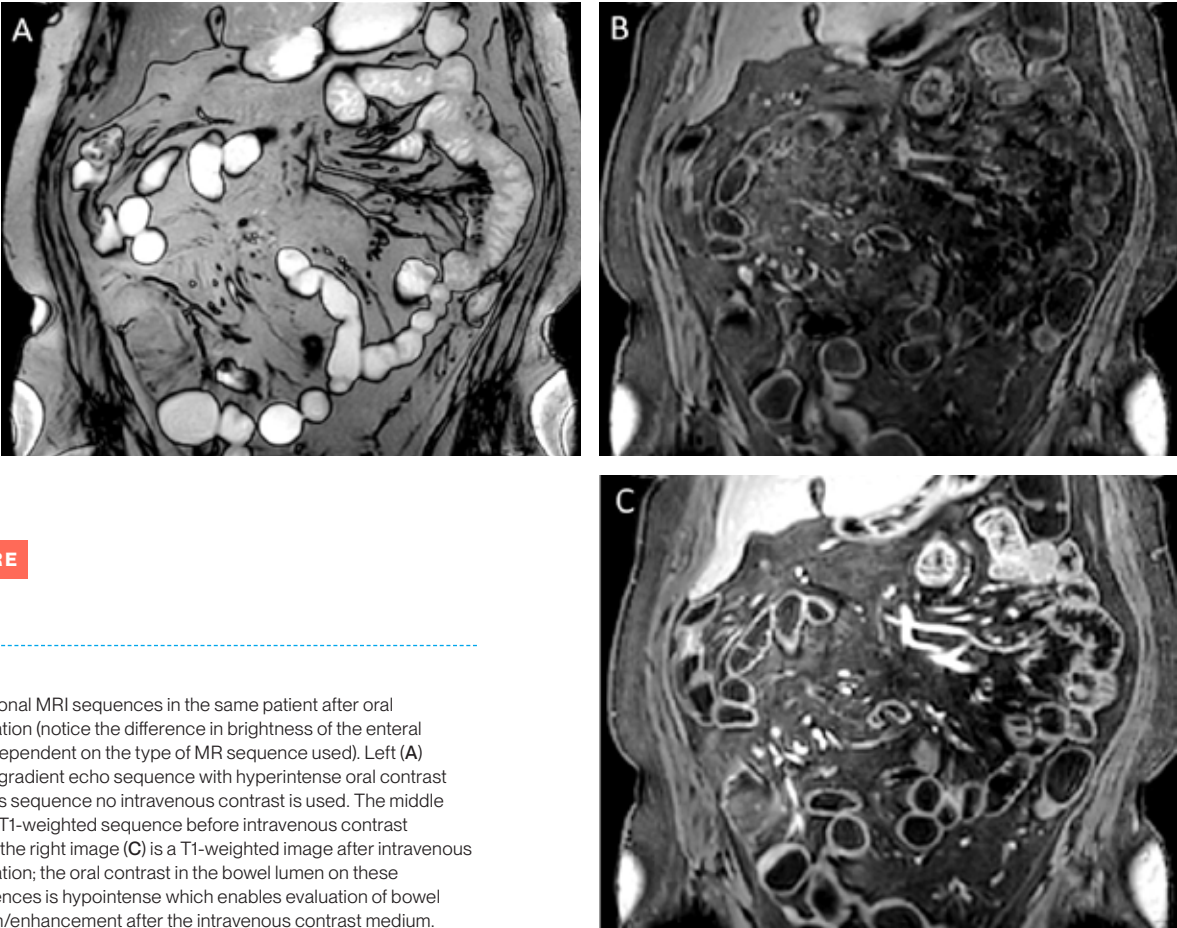 A
B
C
RE
onal MRI sequences in the same patient after oral
ation (notice the difference in brightness of the enteral
ependent on the type of MR sequence used). Left (A)
gradient echo sequence with hyperintense oral contrast
s sequence no intravenous contrast is used. The middle
T1-weighted sequence before intravenous contrast
the right image (C) is a T1-weighted image after intravenous
ation; the oral contrast in the bowel lumen on these
ences is hypointense which enables evaluation of bowel
n/enhancement after the intravenous contrast medium.